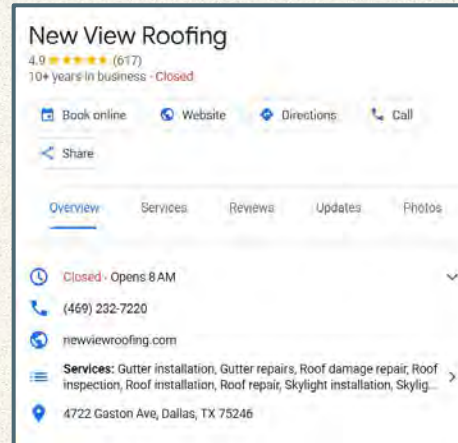 New View Roofing
4.9 ★★★★★ (617)
10+ years in business · Closed
Book online Website Directions Call
Share
Overview Services Reviews Updates Photos
Closed · Opens 8 AM
(469) 232-7220
newviewroofing.com
Services: Gutter installation, Gutter repairs, Roof damage repair, Roof
inspection, Roof installation, Roof repair, Skylight installation, Skylig...
4722 Gaston Ave, Dallas, TX 75246